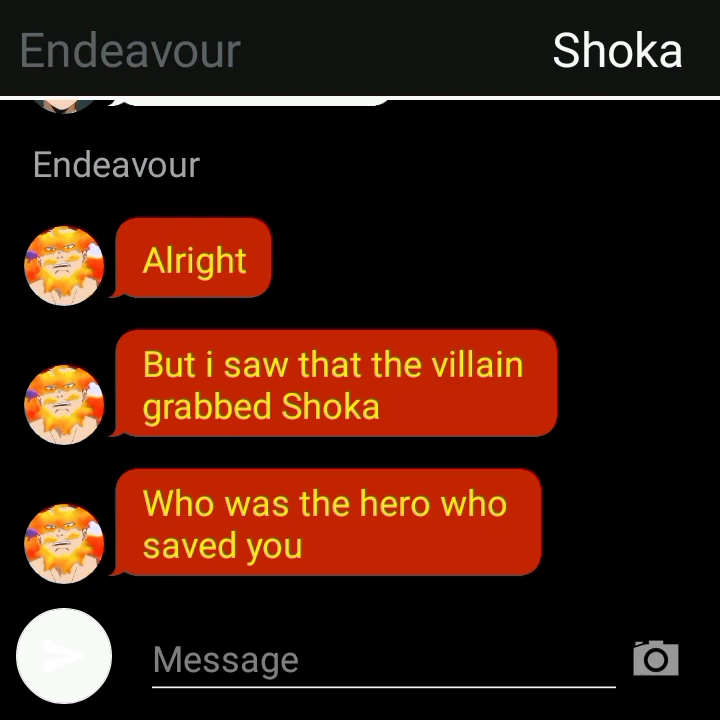 Endeavour Shoka
Endeavour
Alright
But i saw that the villain
grabbed Shoka
Who was the hero who
saved you
Message